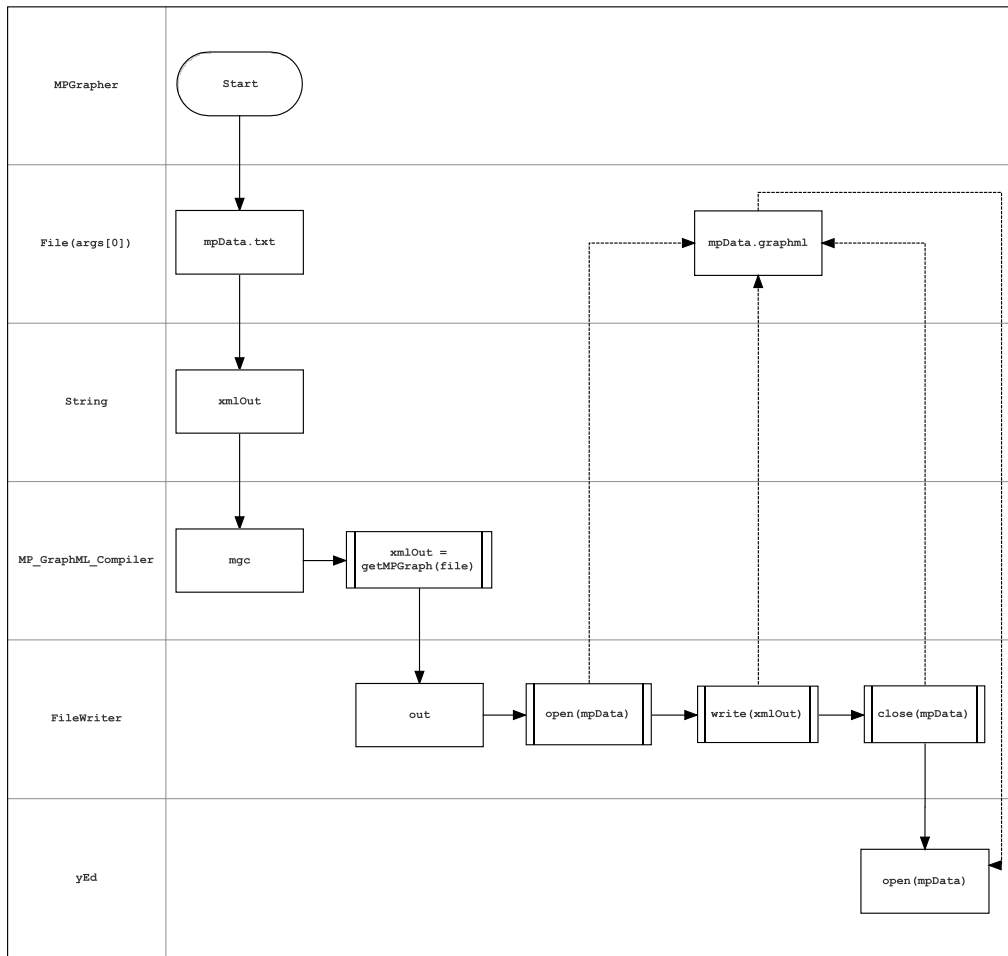 MPGrapher
Start
File(args[0])
mpData.txt
mpData.graphml
String
xmlOut
MP_GraphML_Compiler
mgc
xmlOut =
getMPGraph(file)
FileWriter
out
open(mpData)
write(xmlOut)
close(mpData)
yEd
open(mpData)